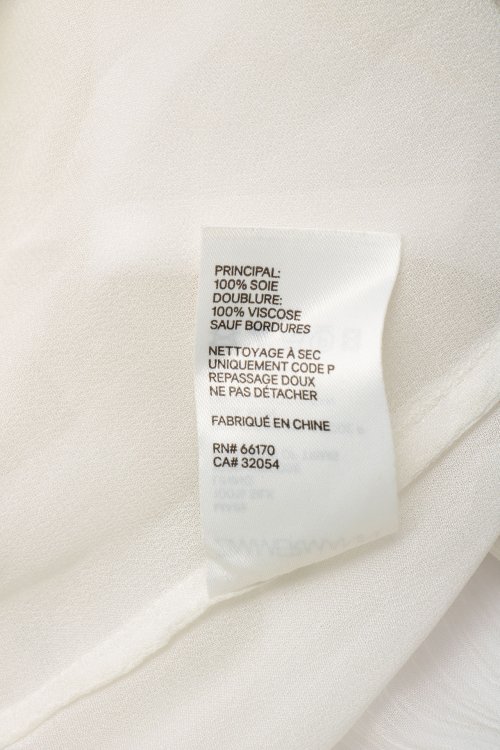 PRINCIPAL:
100% SOIE
DOUBLURE:
100% VISCOSE
SAUF BORDURES
NETTOYAGE À SEC
UNIQUEMENT CODE P
REPASSAGE DOUX
NE PAS DÉTACHER
FABRIQUÉ EN CHINE
RN# 66170
CA# 32054